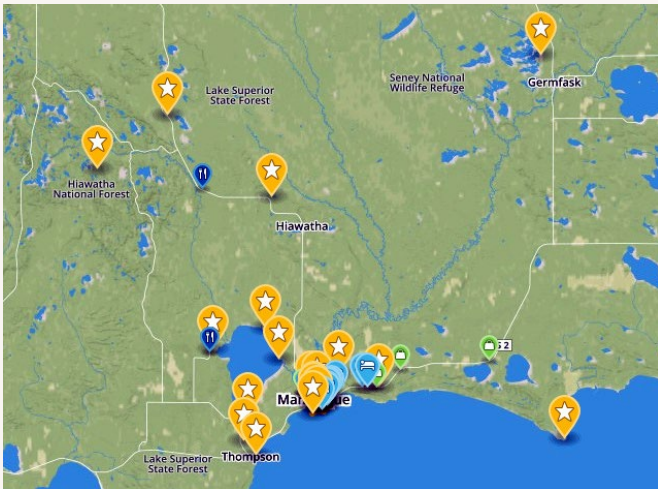 Lake Superior
State Forest
Seney National
Wildlife Refuge
Germfask
Hiawatha
National Forest
Hiawatha
Thompson
Lake Superior
State Forest